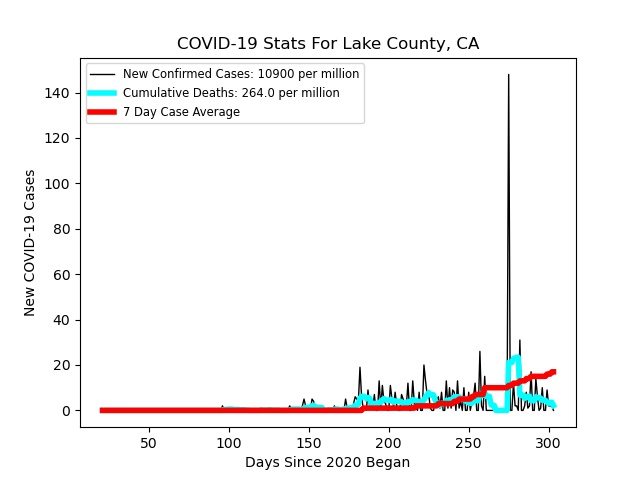 COVID-19 Stats For Lake County, CA
New Confirmed Cases: 10900 per million
Cumulative Deaths: 264.0 per million
7 Day Case Average
New COVID-19 Cases
140
120
100
80
60
40
20
0
50 100 150 200 250 300
Days Since 2020 Began